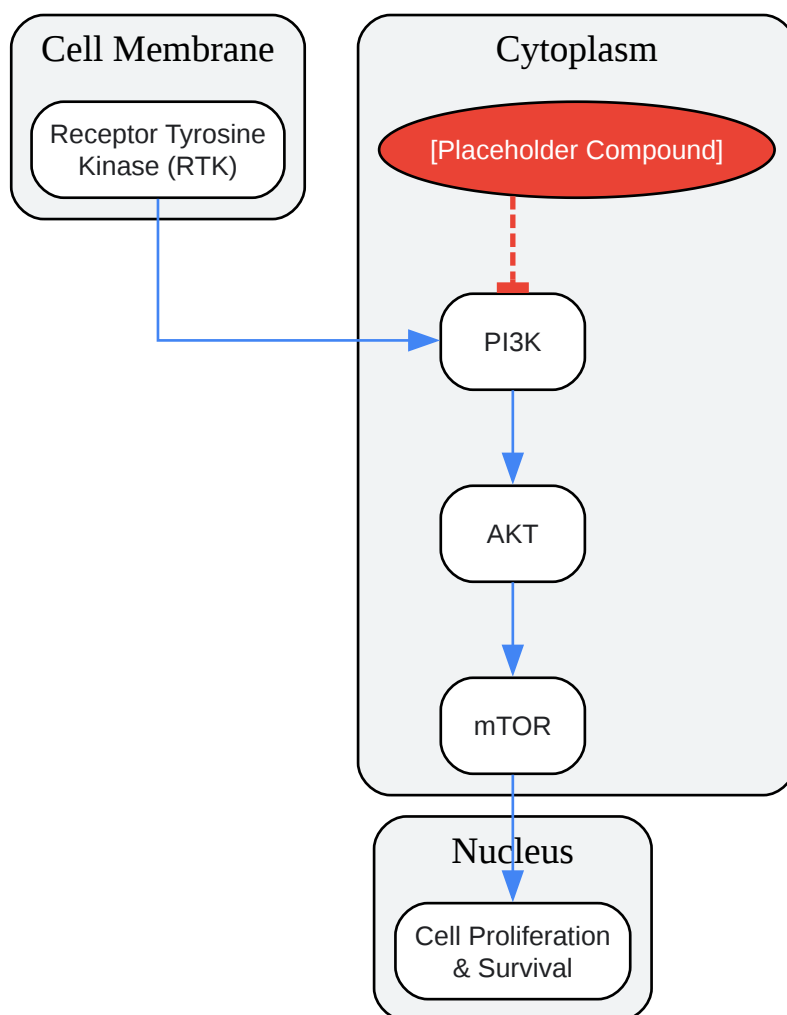 Cell Membrane
Receptor Tyrosine
Kinase (RTK)
Cytoplasm
[Placeholder Compound]
PI3K
AKT
mTOR
Nucleus
Cell Proliferation
& Survival